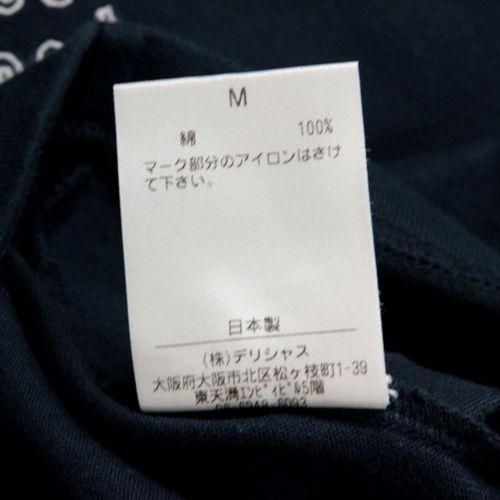 M
綿 100%
マーク部分のアイロンはさけ
て下さい。
日本製
(株)デリシャス
大阪府大阪市北区松ヶ枝町1-39
東天満ｴﾝﾋﾟｲﾋﾞﾙ5階